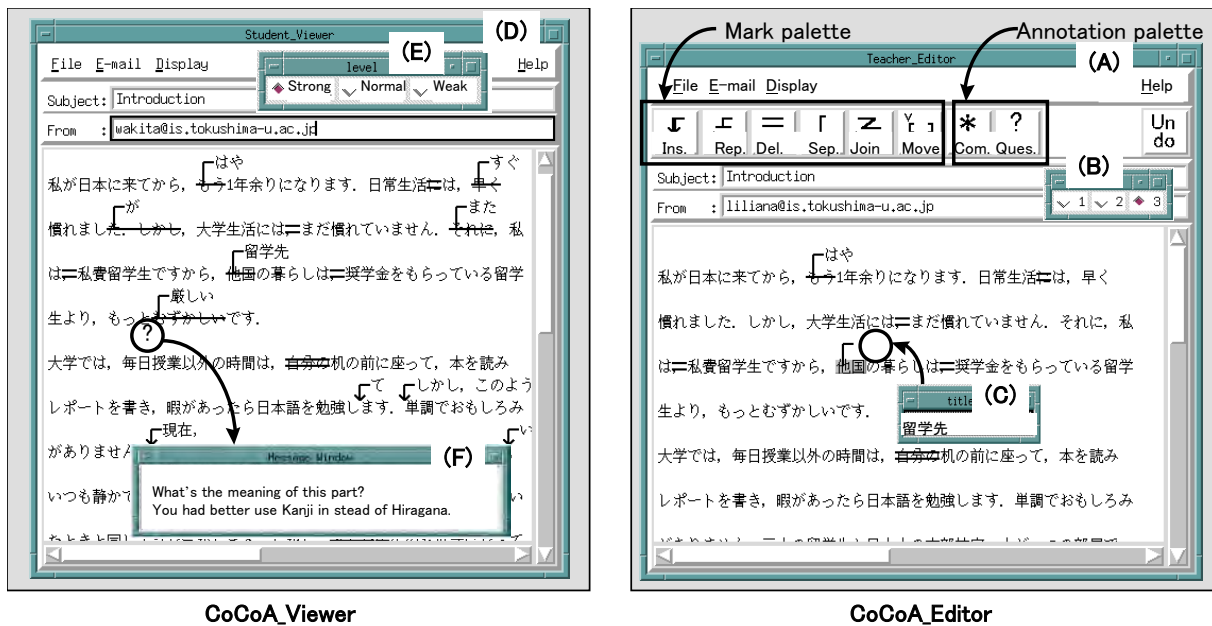 Student_Viewer
(D)
(E)
File E-mail Display
Help
level
Strong Normal Weak
Subject: Introduction
From : wakita@is.tokushima-u.ac.jp
はや
すぐ
私が日本に来てから，もう1年余りになります．日常生活には，早く
が
また
慣れました．しかし，大学生活にはまだ慣れていません．それに，私
留学先
は私費留学生ですから，他国の暮らしは奨学金をもらっている留学
厳しい
生より，もっとむずかしいです．
?
大学では，毎日授業以外の時間は，自分の机の前に座って，本を読み
て
しかし，このよう
レポートを書き，暇があったら日本語を勉強します．単調でおもしろみ
現在，
い
がありません
Message Window
(F)
What's the meaning of this part?
You had better use Kanji in stead of Hiragana.
いつも静かで
い
CoCoA_Viewer
Mark palette
Annotation palette
Teacher_Editor
(A)
File E-mail Display
Help
Ins. Rep. Del. Sep. Join Move Com. Ques.
Un
do
(B)
1 2 3
Subject: Introduction
From : liliana@is.tokushima-u.ac.jp
はや
私が日本に来てから，もう1年余りになります．日常生活には，早く
慣れました．しかし，大学生活にはまだ慣れていません．それに，私
は私費留学生ですから，他国の暮らしは奨学金をもらっている留学
生より，もっとむずかしいです．
title
(C)
留学先
大学では，毎日授業以外の時間は，自分の机の前に座って，本を読み
レポートを書き，暇があったら日本語を勉強します．単調でおもしろみ
CoCoA_Editor